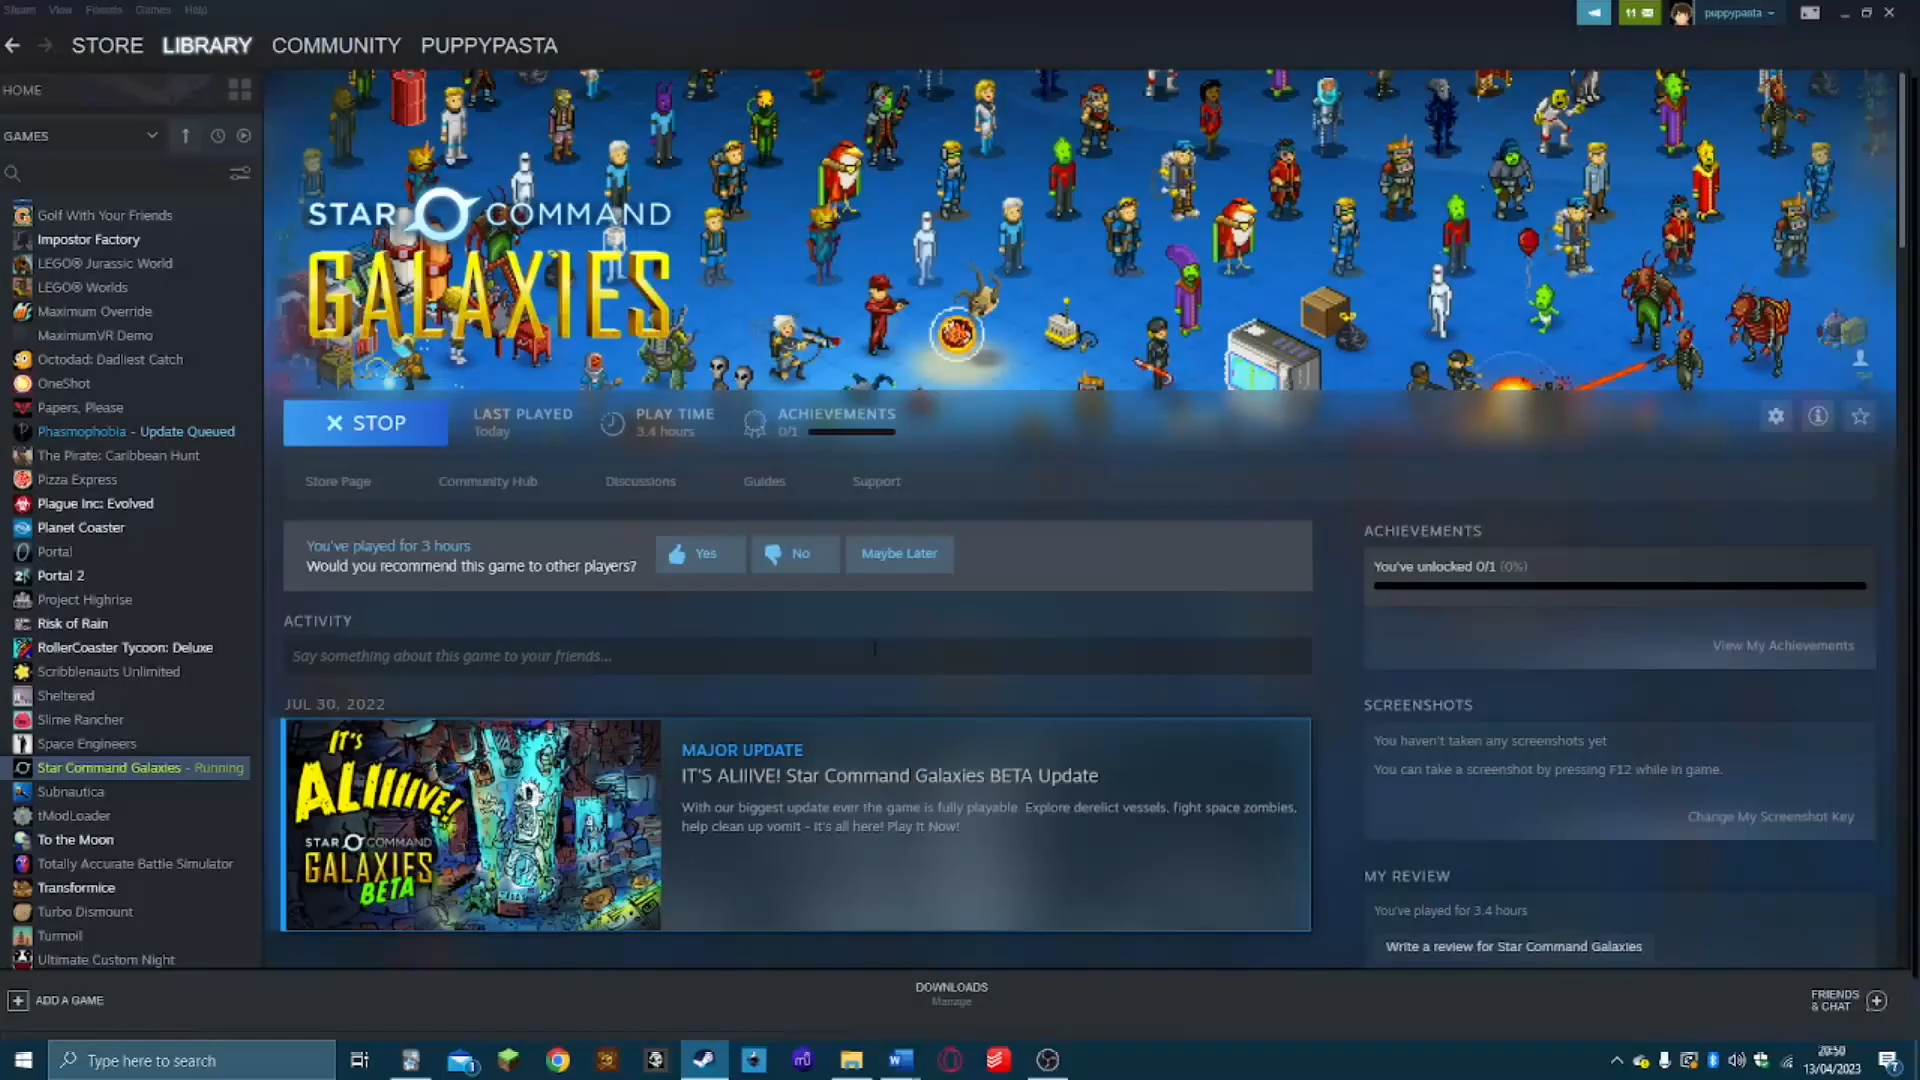 Steam View Friends Games Help
11
puppypasta
STORE LIBRARY COMMUNITY PUPPYPASTA
HOME
GAMES
Golf With Your Friends
Impostor Factory
LEGO® Jurassic World
LEGO® Worlds
Maximum Override
MaximumVR Demo
Octodad: Dadliest Catch
OneShot
Papers, Please
Phasmophobia - Update Queued
The Pirate: Caribbean Hunt
Pizza Express
Plague Inc: Evolved
Planet Coaster
Portal
Portal 2
Project Highrise
Risk of Rain
RollerCoaster Tycoon: Deluxe
Scribblenauts Unlimited
Sheltered
Slime Rancher
Space Engineers
Star Command Galaxies - Running
Subnautica
tModLoader
To the Moon
Totally Accurate Battle Simulator
Transformice
Turbo Dismount
Turmoil
Ultimate Custom Night
ADD A GAME
STAR COMMAND
GALAXIES
STOP
LAST PLAYED
Today
PLAY TIME
3.4 hours
ACHIEVEMENTS
0/1
Store Page Community Hub Discussions Guides Support
You've played for 3 hours
Would you recommend this game to other players?
Yes No Maybe Later
ACTIVITY
Say something about this game to your friends...
JUL 30, 2022
IT'S
ALIIIVE!
STAR COMMAND
GALAXIES
BETA
MAJOR UPDATE
IT'S ALIIIVE! Star Command Galaxies BETA Update
With our biggest update ever the game is fully playable. Explore derelict vessels, fight space zombies,
help clean up vomit - it's all here! Play It Now!
ACHIEVEMENTS
You've unlocked 0/1 (0%)
View My Achievements
SCREENSHOTS
You haven't taken any screenshots yet
You can take a screenshot by pressing F12 while in game.
Change My Screenshot Key
MY REVIEW
You've played for 3.4 hours
Write a review for Star Command Galaxies
DOWNLOADS
Manage
FRIENDS
& CHAT
Type here to search
20:50
13/04/2023